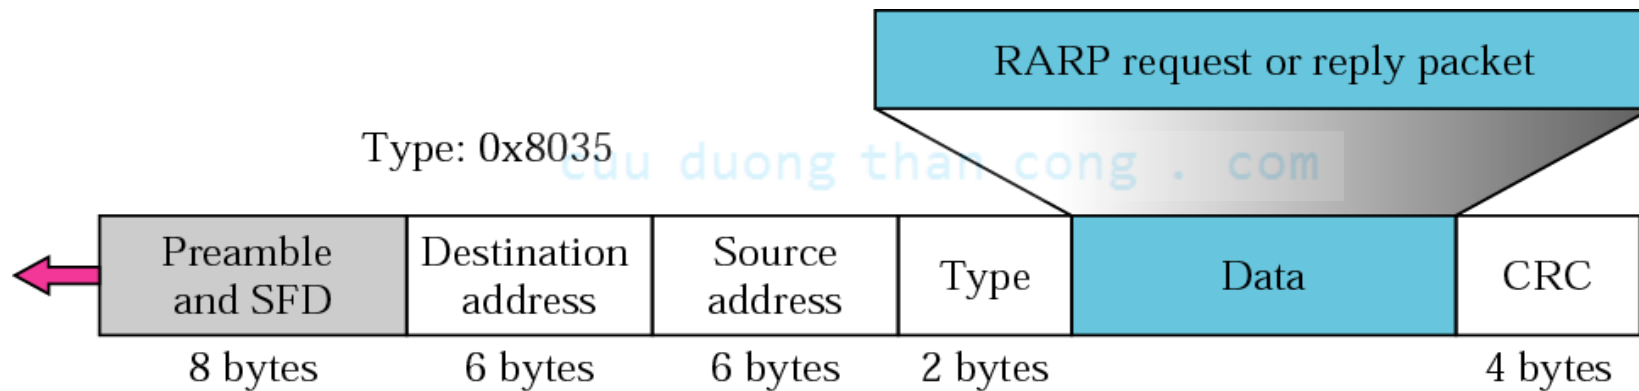 RARP request or reply packet
Type: 0x8035
cuu duong than cong . com
Preamble
and SFD
Destination
address
Source
address
Type
Data
CRC
8 bytes
6 bytes
6 bytes
2 bytes
4 bytes